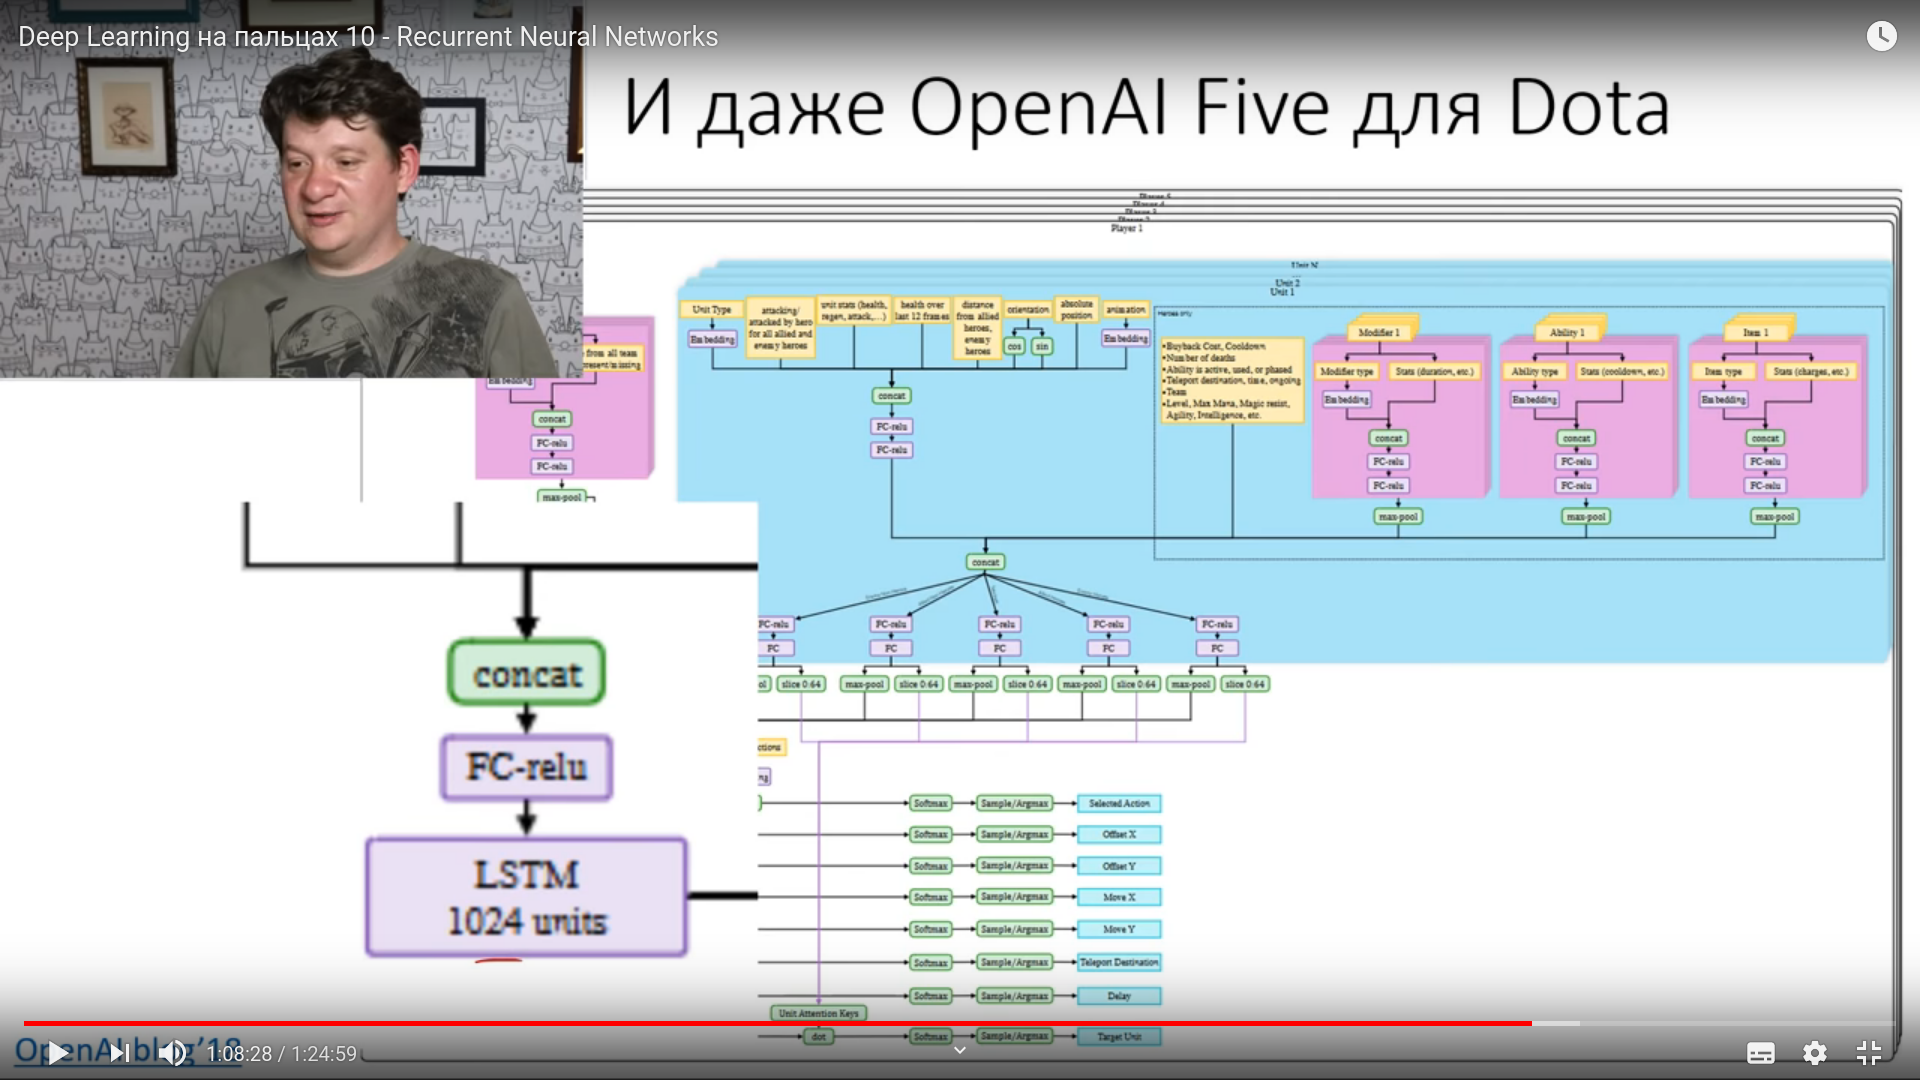 Deep Learning на пальцах 10 - Recurrent Neural Networks
И даже OpenAI Five для Dota
Player 5
Player 4
Player 3
Player 2
Player 1
Unit N
Unit 2
Unit 1
Unit Type
attacking/
attacked by hero
for all allied and
enemy heroes
unit stats (health,
regen, attack,...)
health over
last 12 frames
distance
from allied
heroes,
enemy
heroes
orientation
absolute
position
animation
Embedding
cos
sin
Embedding
concat
FC-relu
FC-relu
Heroes only
•Buyback Cost, Cooldown
•Number of deaths
•Ability is active, used, or phased
•Teleport destination, time, ongoing
•Team
•Level, Max Mana, Magic resist,
Agility, Intelligence, etc.
Modifier 1
Modifier type
Stats (duration, etc.)
Embedding
concat
FC-relu
FC-relu
max-pool
Ability 1
Ability type
Stats (cooldown, etc.)
Embedding
concat
FC-relu
FC-relu
max-pool
Item 1
Item type
Stats (charges, etc.)
Embedding
concat
FC-relu
FC-relu
max-pool
from all team
present/missing
Embedding
concat
FC-relu
FC-relu
max-pool
concat
FC-relu
FC-relu
FC-relu
FC-relu
FC-relu
FC
FC
FC
FC
FC
ol
slice 0:64
max-pool
slice 0:64
max-pool
slice 0:64
max-pool
slice 0:64
max-pool
slice 0:64
concat
FC-relu
LSTM
1024 units
ctions
ng
Softmax
Sample/Argmax
Selected Action
Softmax
Sample/Argmax
Offset X
Softmax
Sample/Argmax
Offset Y
Softmax
Sample/Argmax
Move X
Softmax
Sample/Argmax
Move Y
Softmax
Sample/Argmax
Teleport Destination
Softmax
Sample/Argmax
Delay
Unit Attention Keys
dot
Softmax
Sample/Argmax
Target Unit
OpenAI blog'18
1:08:28 / 1:24:59